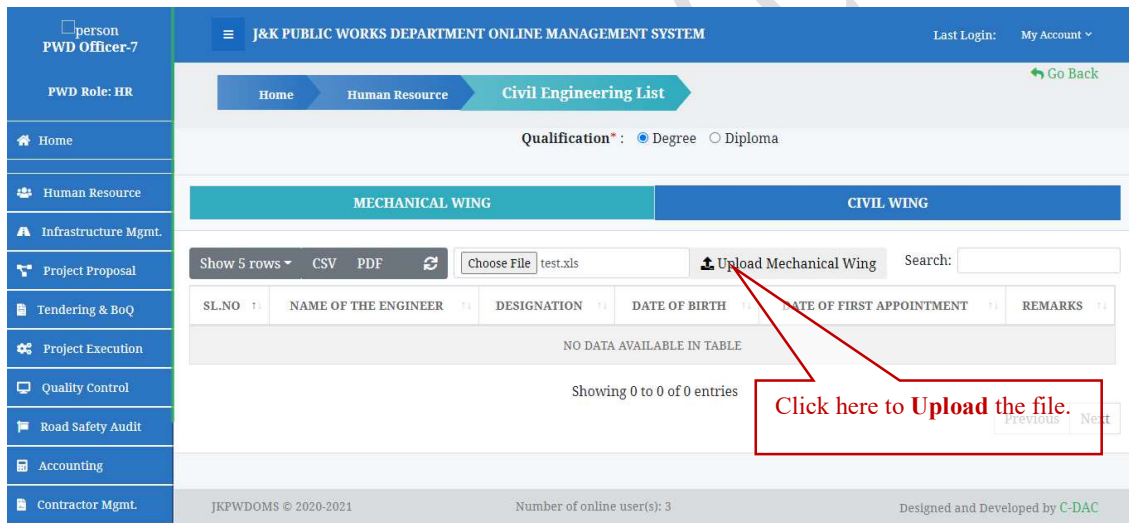 person
PWD Officer-7
PWD Role: HR
Home
Human Resource
Infrastructure Mgmt.
Project Proposal
Tendering & BoQ
Project Execution
Quality Control
Road Safety Audit
Accounting
Contractor Mgmt.
J&K PUBLIC WORKS DEPARTMENT ONLINE MANAGEMENT SYSTEM
Last Login: My Account
Go Back
Home Human Resource Civil Engineering List
Qualification* : Degree Diploma
MECHANICAL WING CIVIL WING
Show 5 rows CSV PDF Choose File test.xls Upload Mechanical Wing Search:
SL.NO NAME OF THE ENGINEER DESIGNATION DATE OF BIRTH DATE OF FIRST APPOINTMENT REMARKS
NO DATA AVAILABLE IN TABLE
Showing 0 to 0 of 0 entries
Click here to Upload the file.
Previous Next
JKPWDOMS © 2020-2021 Number of online user(s): 3 Designed and Developed by C-DAC